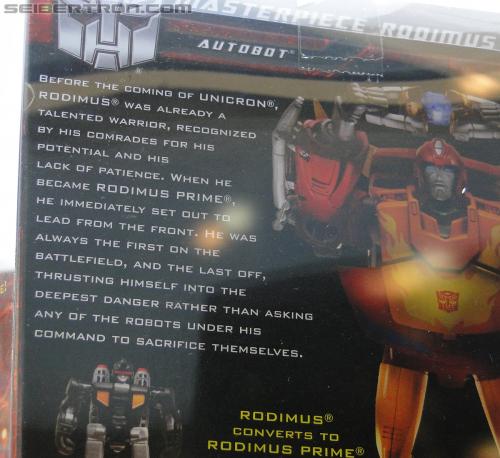 SEIBERTRON.COM
MASTERPIECE RODIMUS
AUTOBOT®
BEFORE THE COMING OF UNICRON®,
RODIMUS® WAS ALREADY A
TALENTED WARRIOR, RECOGNIZED
BY HIS COMRADES FOR HIS
POTENTIAL AND HIS
LACK OF PATIENCE. WHEN HE
BECAME RODIMUS PRIME®,
HE IMMEDIATELY SET OUT TO
LEAD FROM THE FRONT. HE WAS
ALWAYS THE FIRST ON THE
BATTLEFIELD, AND THE LAST OFF,
THRUSTING HIMSELF INTO THE
DEEPEST DANGER RATHER THAN ASKING
ANY OF THE ROBOTS UNDER HIS
COMMAND TO SACRIFICE THEMSELVES.
RODIMUS®
CONVERTS TO
RODIMUS PRIME®